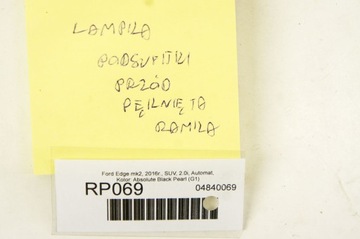 LAMPKA
PODSUFITKI
PRZÓD
PĘKNIĘTA
RAMKA
Ford Edge mk2, 2016r., SUV, 2.0i, Automat,
Kolor: Absolute Black Pearl (G1)
RP069 04840069